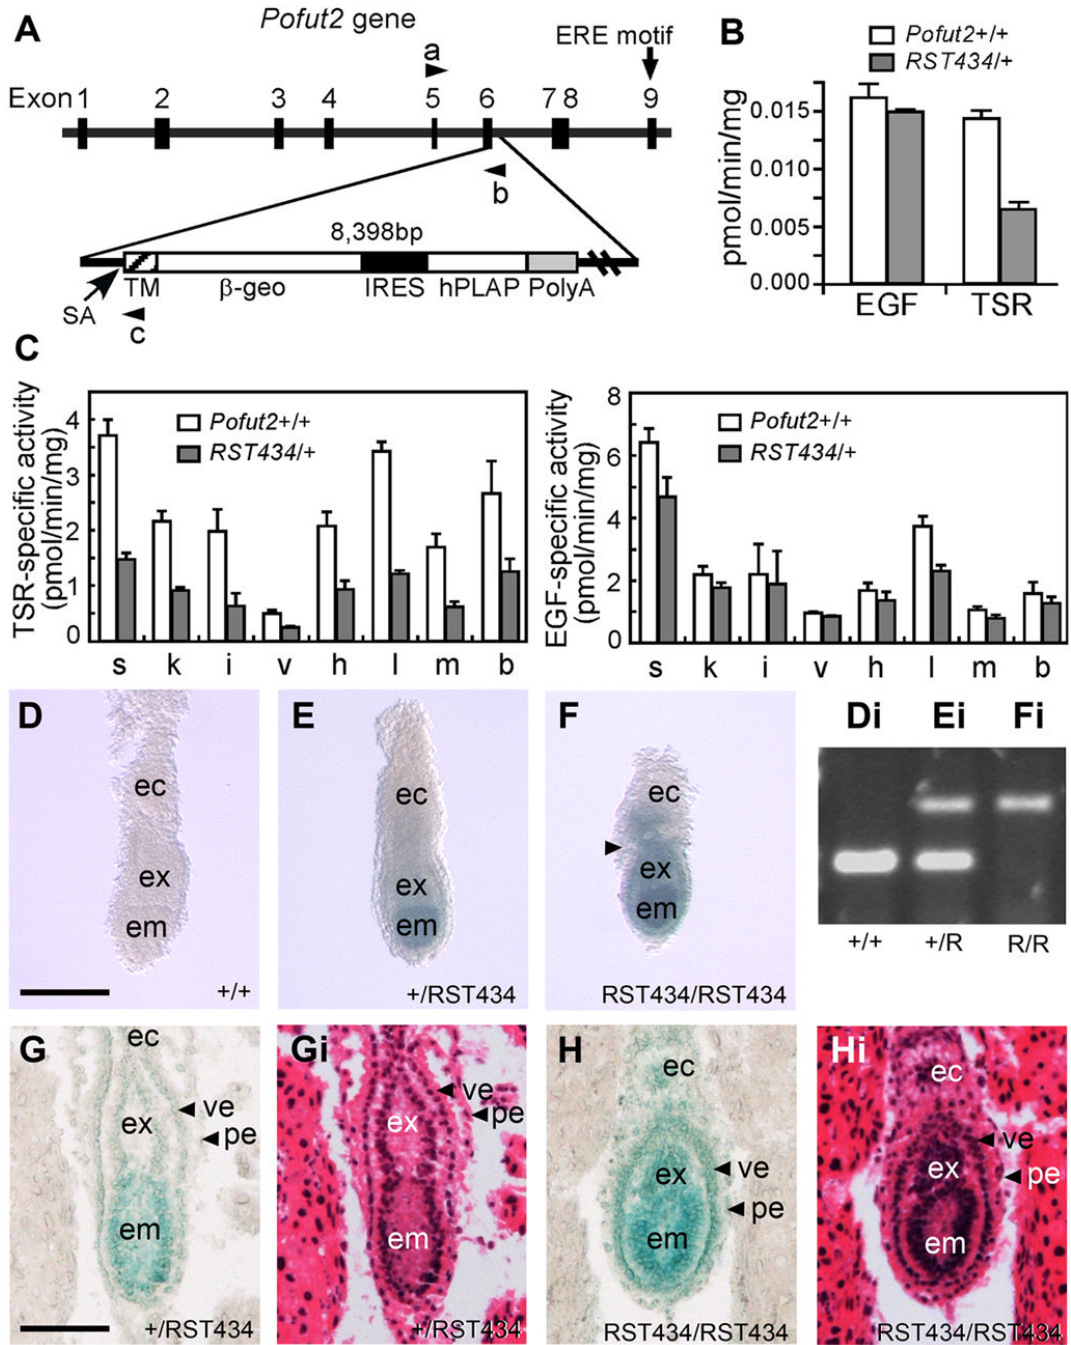 A
Pofut2 gene
ERE motif
a
Exon 1 2 3 4 5 6 7 8 9
b
8,398bp
TM β-geo IRES hPLAP PolyA
SA
c
B
Pofut2+/+
RST434/+
pmol/min/mg
0.015
0.010
0.005
0.000
EGF TSR
C
TSR-specific activity
(pmol/min/mg)
4
3
2
1
0
Pofut2+/+
RST434/+
s k i v h l m b
EGF-specific activity
(pmol/min/mg)
8
6
4
2
0
Pofut2+/+
RST434/+
s k i v h l m b
D
ec
ex
em
+/+
E
ec
ex
em
+/RST434
F
ec
ex
em
RST434/RST434
Di Ei Fi
+/+ +/R R/R
G
ec
ve
ex
pe
em
+/RST434
Gi
ve
pe
ex
em
+/RST434
H
ec
ve
ex
pe
em
RST434/RST434
Hi
ec
ve
ex
pe
em
RST434/RST434